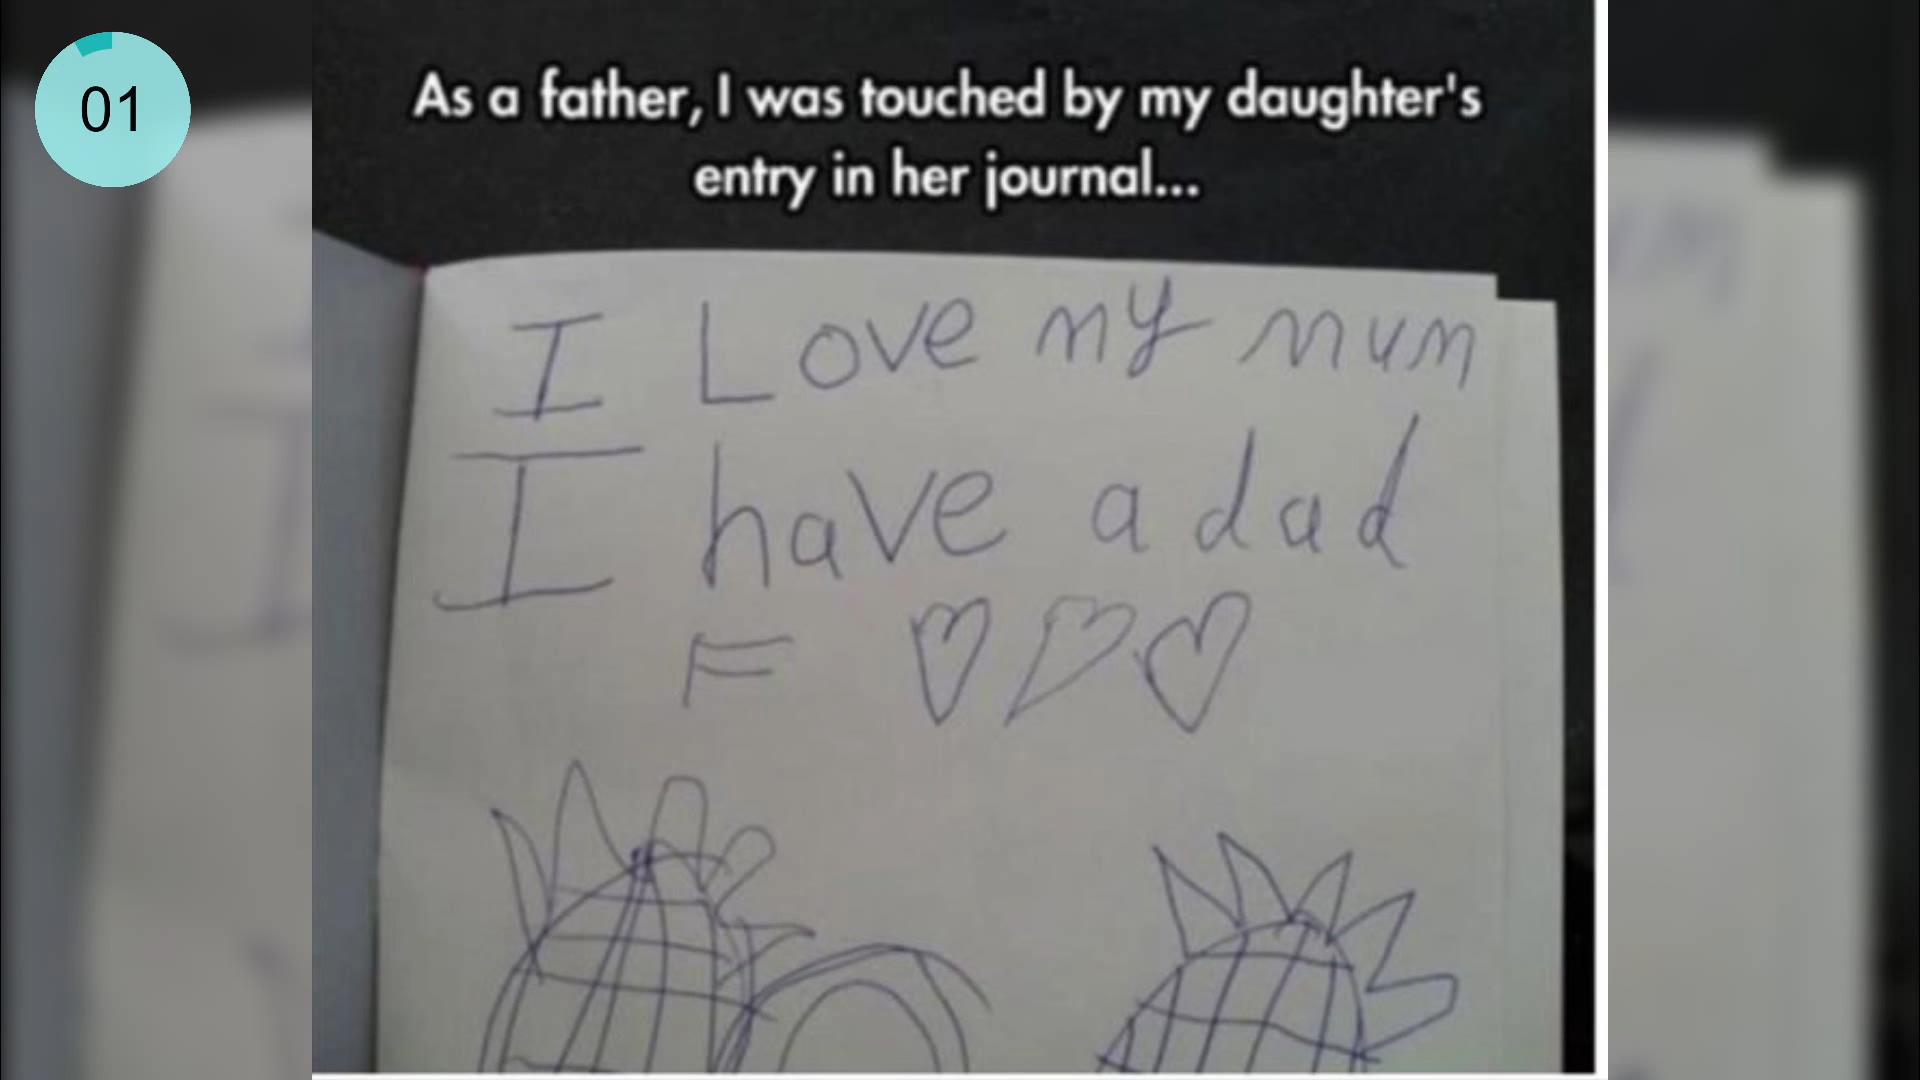 01
As a father, I was touched by my daughter's
entry in her journal...
I Love my mum
I have a dad
F